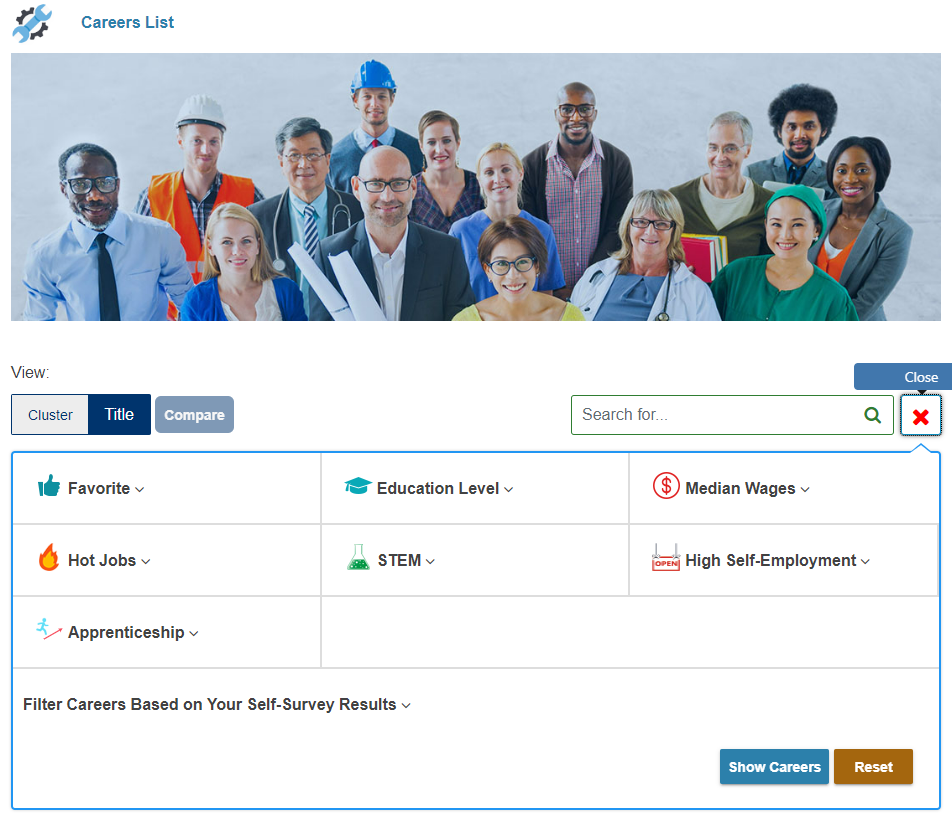 Careers List
View:
Close
Cluster Title Compare Search for...
Favorite Education Level Median Wages
Hot Jobs STEM OPEN High Self-Employment
Apprenticeship
Filter Careers Based on Your Self-Survey Results
Show Careers Reset